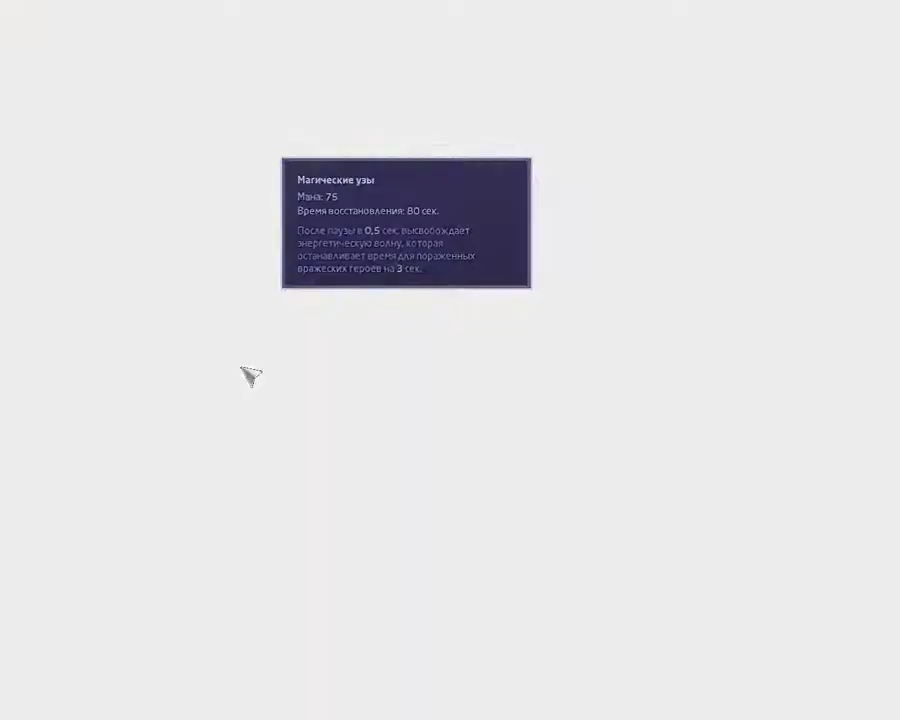 Магические узы
Мана: 75
Время восстановления: 80 сек.
После паузы в 0,5 сек. высвобождает
энергетическую волну, которая
останавливает время для пораженных
вражеских героев на 3 сек.